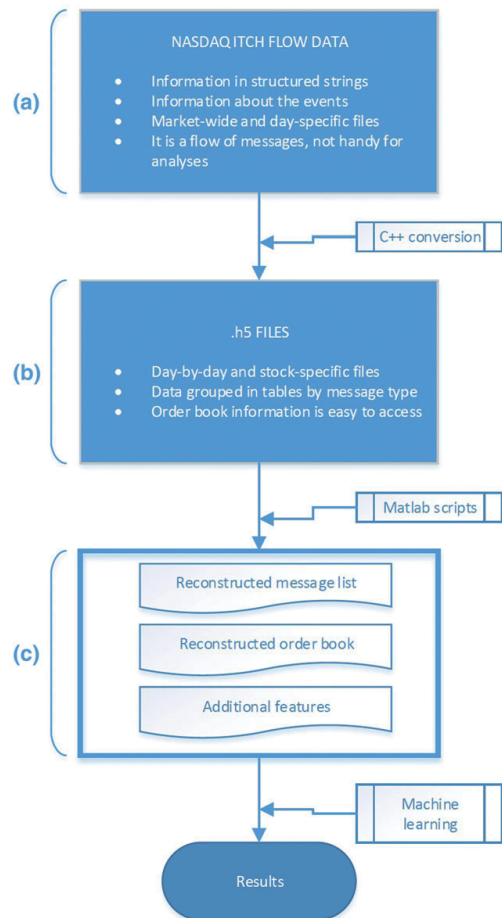 (a)
NASDAQ ITCH FLOW DATA
• Information in structured strings
• Information about the events
• Market-wide and day-specific files
• It is a flow of messages, not handy for
analyses
C++ conversion
(b)
.h5 FILES
• Day-by-day and stock-specific files
• Data grouped in tables by message type
• Order book information is easy to access
Matlab scripts
(c)
Reconstructed message list
Reconstructed order book
Additional features
Machine
learning
Results